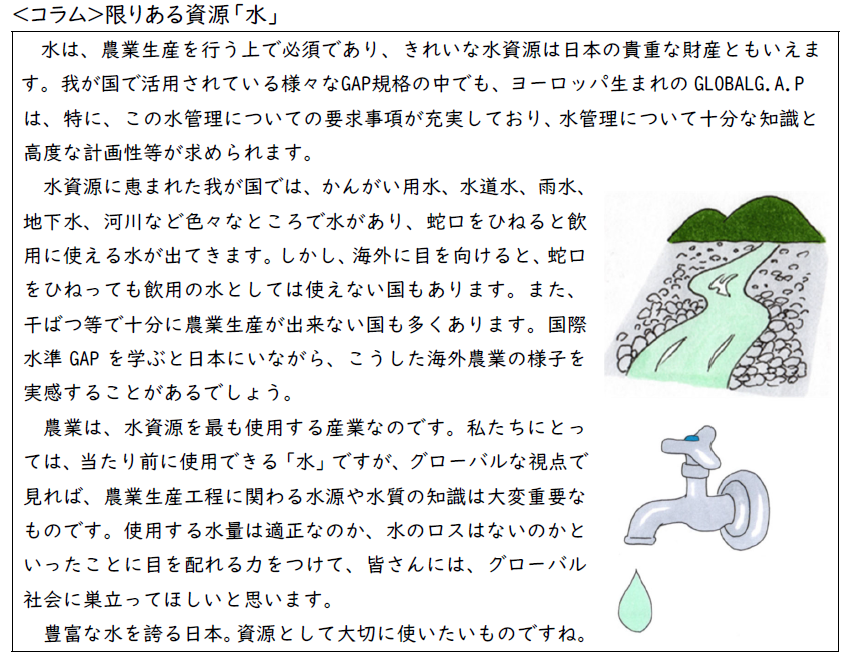 <コラム>限りある資源「水」
水は、農業生産を行う上で必須であり、きれいな水資源は日本の貴重な財産ともいえま
す。我が国で活用されている様々なGAP規格の中でも、ヨーロッパ生まれの GLOBALG.A.P
は、特に、この水管理についての要求事項が充実しており、水管理について十分な知識と
高度な計画性等が求められます。
水資源に恵まれた我が国では、かんがい用水、水道水、雨水、
地下水、河川など色々なところで水があり、蛇口をひねると飲
用に使える水が出てきます。しかし、海外に目を向けると、蛇口
をひねっても飲用の水としては使えない国もあります。また、
干ばつ等で十分に農業生産が出来ない国も多くあります。国際
水準 GAP を学ぶと日本にいながら、こうした海外農業の様子を
実感することがあるでしょう。
農業は、水資源を最も使用する産業なのです。私たちにとっ
ては、当たり前に使用できる「水」ですが、グローバルな視点で
見れば、農業生産工程に関わる水源や水質の知識は大変重要な
ものです。使用する水量は適正なのか、水のロスはないのかと
いったことに目を配れる力をつけて、皆さんには、グローバル
社会に巣立ってほしいと思います。
豊富な水を誇る日本。資源として大切に使いたいものですね。